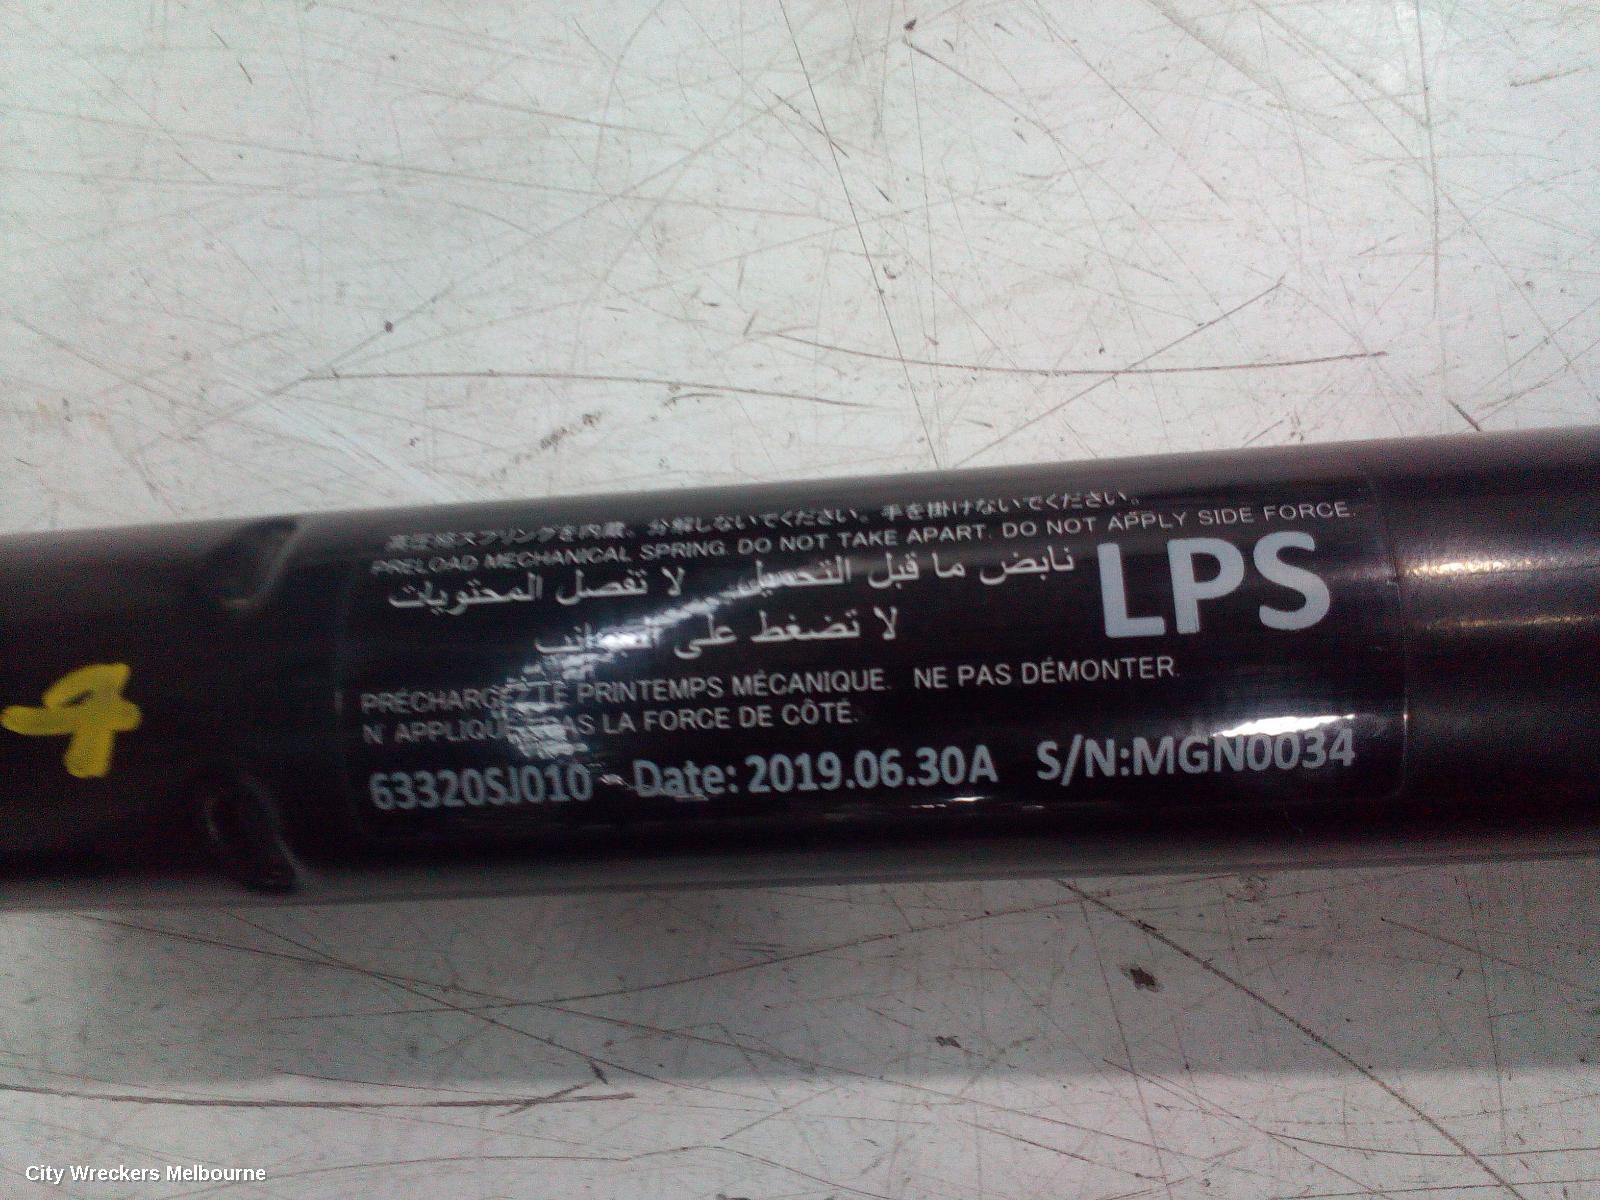 高圧縮スプリングを内蔵。分解しないでください。手を掛けないでください。
PRELOAD MECHANICAL SPRING. DO NOT TAKE APART. DO NOT APPLY SIDE FORCE.
نابض ما قبل التحميل لا تفصل المحتويات
لا تضغط على الجوانب
LPS
PRÉCHARGEZ LE PRINTEMPS MÉCANIQUE. NE PAS DÉMONTER.
N' APPLIQUEZ PAS LA FORCE DE CÔTÉ.
63320SJ010 Date: 2019.06.30A S/N:MGN0034
City Wreckers Melbourne